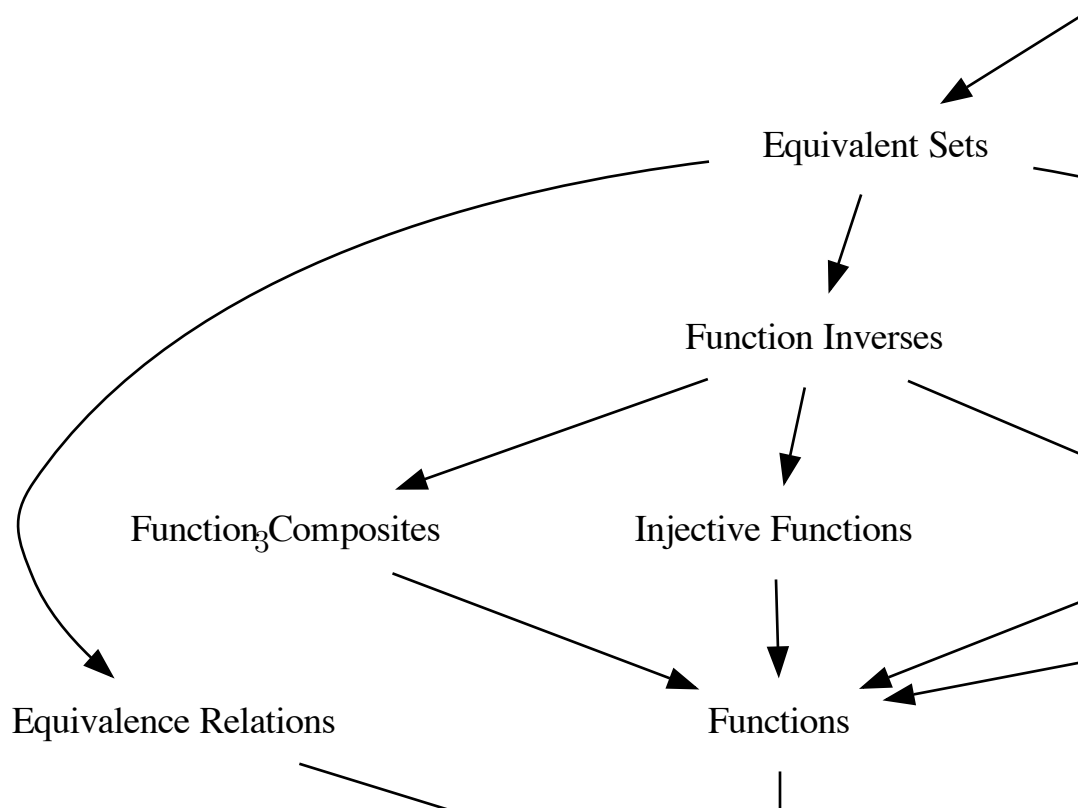 Equivalent Sets
Function Inverses
Function₃Composites
Injective Functions
Equivalence Relations
Functions